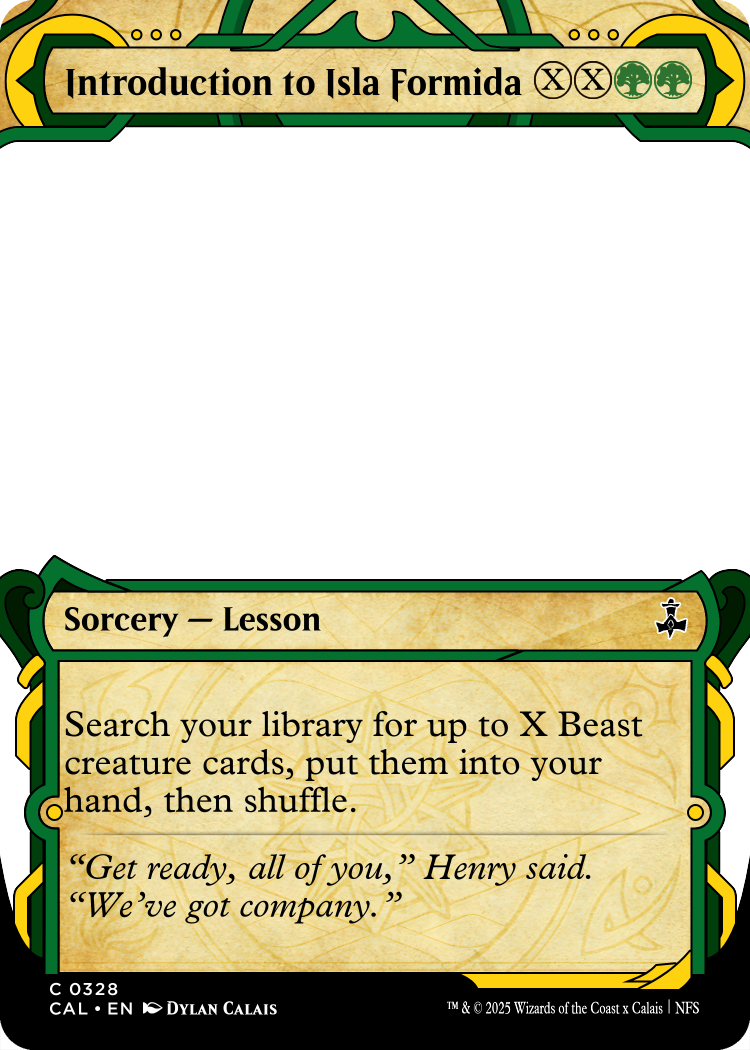 Introduction to Isla Formida XX
Sorcery — Lesson
Search your library for up to X Beast
creature cards, put them into your
hand, then shuffle.
“Get ready, all of you,” Henry said.
“We’ve got company.”
C 0328
CAL • EN DYLAN CALAIS
™ & © 2025 Wizards of the Coast x Calais | NFS